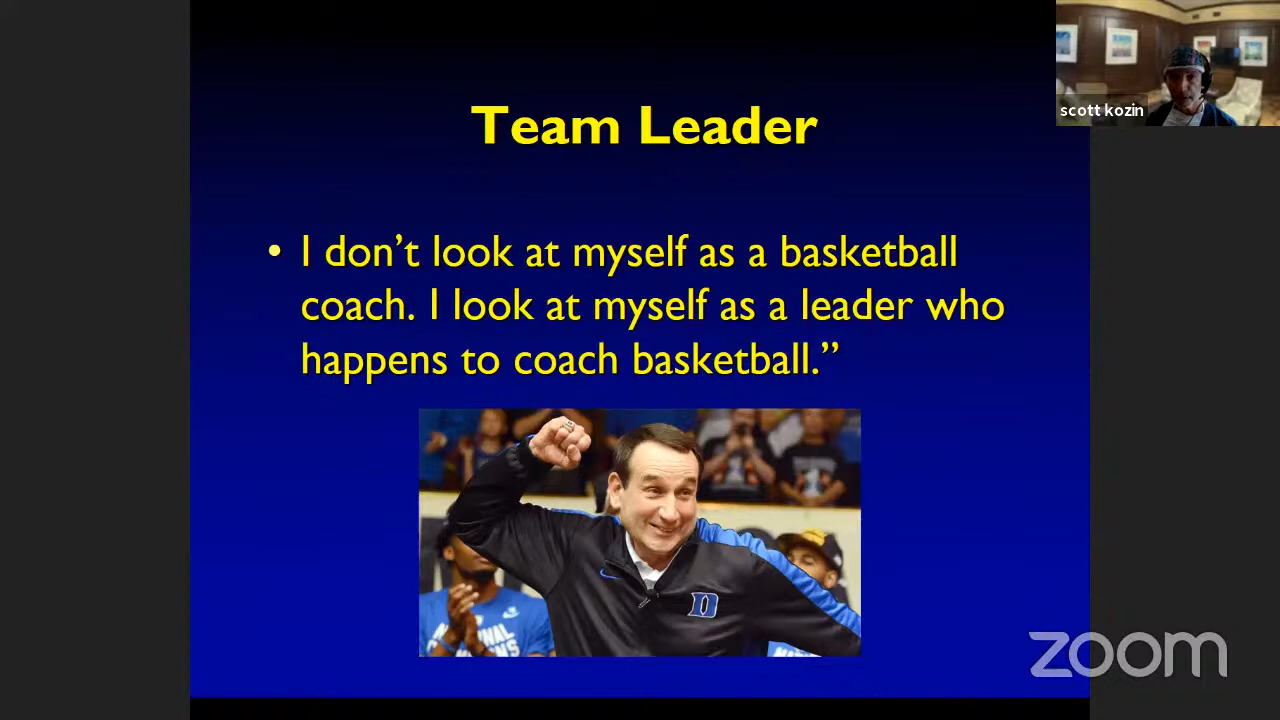 scott kozin
Team Leader
• I don’t look at myself as a basketball
coach. I look at myself as a leader who
happens to coach basketball.”
D
zoom